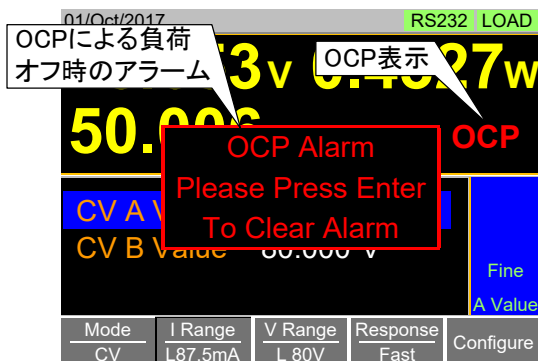 01/Oct/2017 RS232 LOAD
OCPによる負荷
オフ時のアラーム
OCP表示
3V 0. 27W
50.
OCP
OCP Alarm
Please Press Enter
To Clear Alarm
CV A
CV B Value V
Fine
A Value
Mode I Range V Range Response Configure
CV L87.5mA L 80V Fast